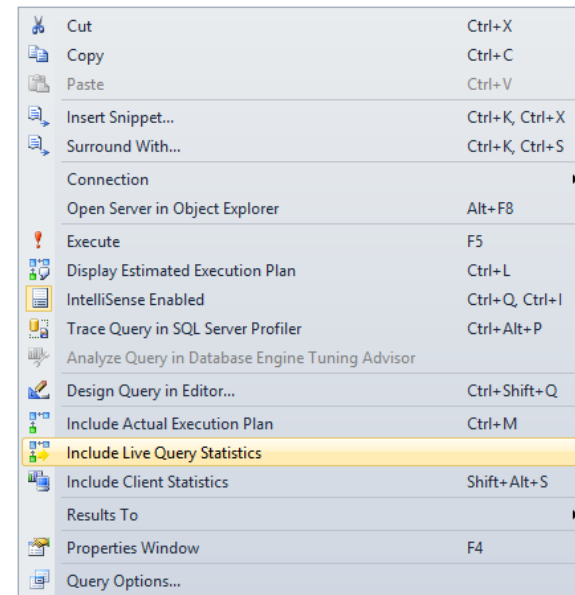 Cut Ctrl+X
Copy Ctrl+C
Paste Ctrl+V
Insert Snippet... Ctrl+K, Ctrl+X
Surround With... Ctrl+K, Ctrl+S
Connection
Open Server in Object Explorer Alt+F8
Execute F5
Display Estimated Execution Plan Ctrl+L
IntelliSense Enabled Ctrl+Q, Ctrl+I
Trace Query in SQL Server Profiler Ctrl+Alt+P
Analyze Query in Database Engine Tuning Advisor
Design Query in Editor... Ctrl+Shift+Q
Include Actual Execution Plan Ctrl+M
Include Live Query Statistics
Include Client Statistics Shift+Alt+S
Results To
Properties Window F4
Query Options...